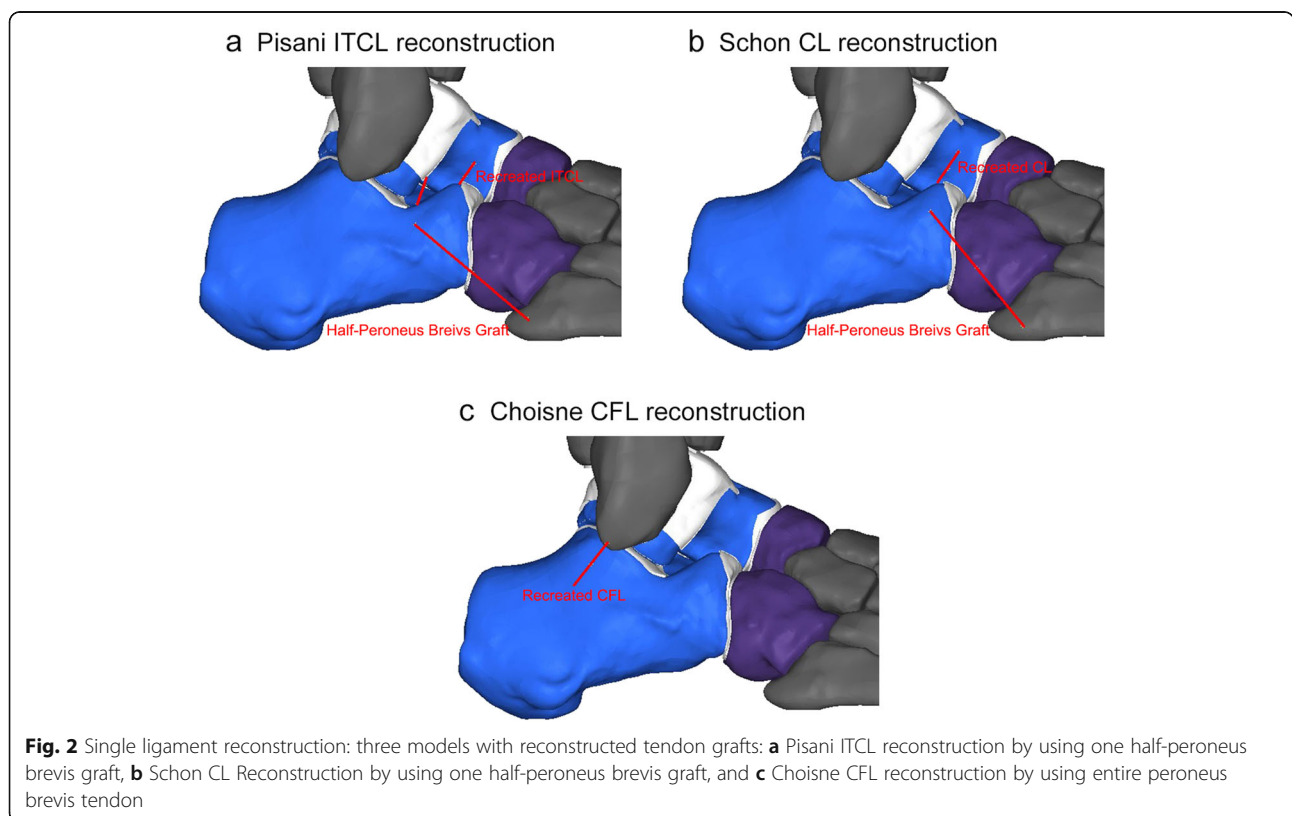 a Pisani ITCL reconstruction
b Schon CL reconstruction
Recreated ITCL
Recreated CL
Half-Peroneus Breivs Graft
Half-Peroneus Breivs Graft
c Choisne CFL reconstruction
Recreated CFL
Fig. 2 Single ligament reconstruction: three models with reconstructed tendon grafts: a Pisani ITCL reconstruction by using one half-peroneus
brevis graft, b Schon CL Reconstruction by using one half-peroneus brevis graft, and c Choisne CFL reconstruction by using entire peroneus
brevis tendon